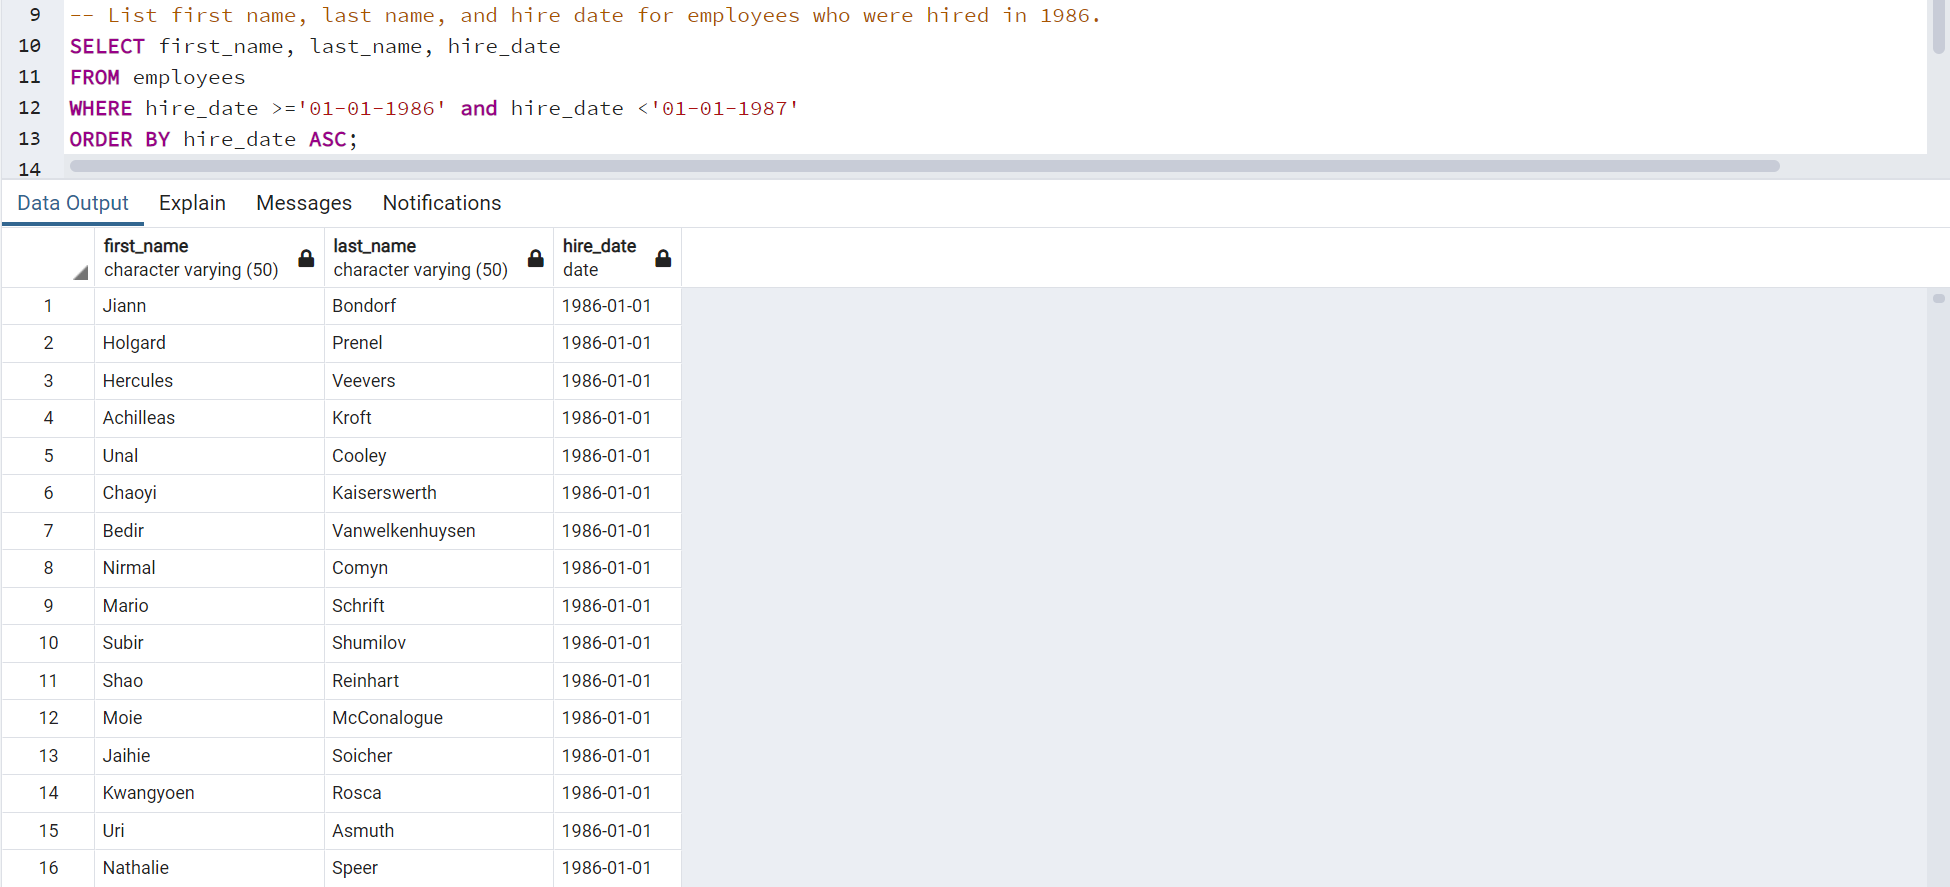 9 -- List first name, last name, and hire date for employees who were hired in 1986.
10 SELECT first_name, last_name, hire_date
11 FROM employees
12 WHERE hire_date >='01-01-1986' and hire_date <'01-01-1987'
13 ORDER BY hire_date ASC;
14
Data Output Explain Messages Notifications
first_name last_name hire_date
character varying (50) character varying (50) date
1 Jiann Bondorf 1986-01-01
2 Holgard Prenel 1986-01-01
3 Hercules Veevers 1986-01-01
4 Achilleas Kroft 1986-01-01
5 Unal Cooley 1986-01-01
6 Chaoyi Kaiserswerth 1986-01-01
7 Bedir Vanwelkenhuysen 1986-01-01
8 Nirmal Comyn 1986-01-01
9 Mario Schrift 1986-01-01
10 Subir Shumilov 1986-01-01
11 Shao Reinhart 1986-01-01
12 Moie McConalogue 1986-01-01
13 Jaihie Soicher 1986-01-01
14 Kwangyoen Rosca 1986-01-01
15 Uri Asmuth 1986-01-01
16 Nathalie Speer 1986-01-01